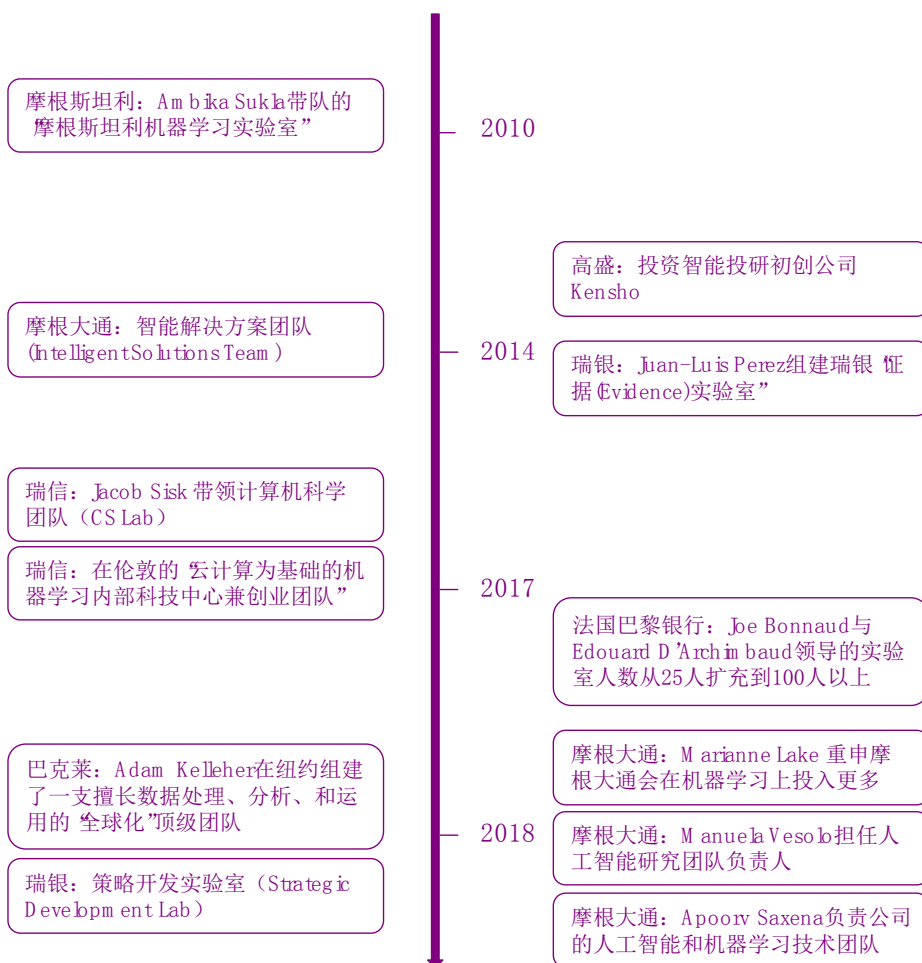 摩根斯坦利：Ambika Sukla带队的
“摩根斯坦利机器学习实验室”
2010
高盛：投资智能投研初创公司
Kensho
摩根大通：智能解决方案团队
(Intelligent Solutions Team)
2014
瑞银：Juan-Luis Perez组建瑞银“证
据(Evidence)实验室”
瑞信：Jacob Sisk 带领计算机科学
团队（CS Lab）
瑞信：在伦敦的“云计算为基础的机
器学习内部科技中心兼创业团队”
2017
法国巴黎银行：Joe Bonnaud与
Edouard D’Archimbaud领导的实验
室人数从25人扩充到100人以上
摩根大通：Marianne Lake 重申摩
根大通会在机器学习上投入更多
巴克莱：Adam Kelleher在纽约组建
了一支擅长数据处理、分析、和运
用的“全球化”顶级团队
2018
摩根大通：Manuela Vesolo担任人
工智能研究团队负责人
瑞银：策略开发实验室（Strategic
Development Lab）
摩根大通：Apoorv Saxena负责公司
的人工智能和机器学习技术团队